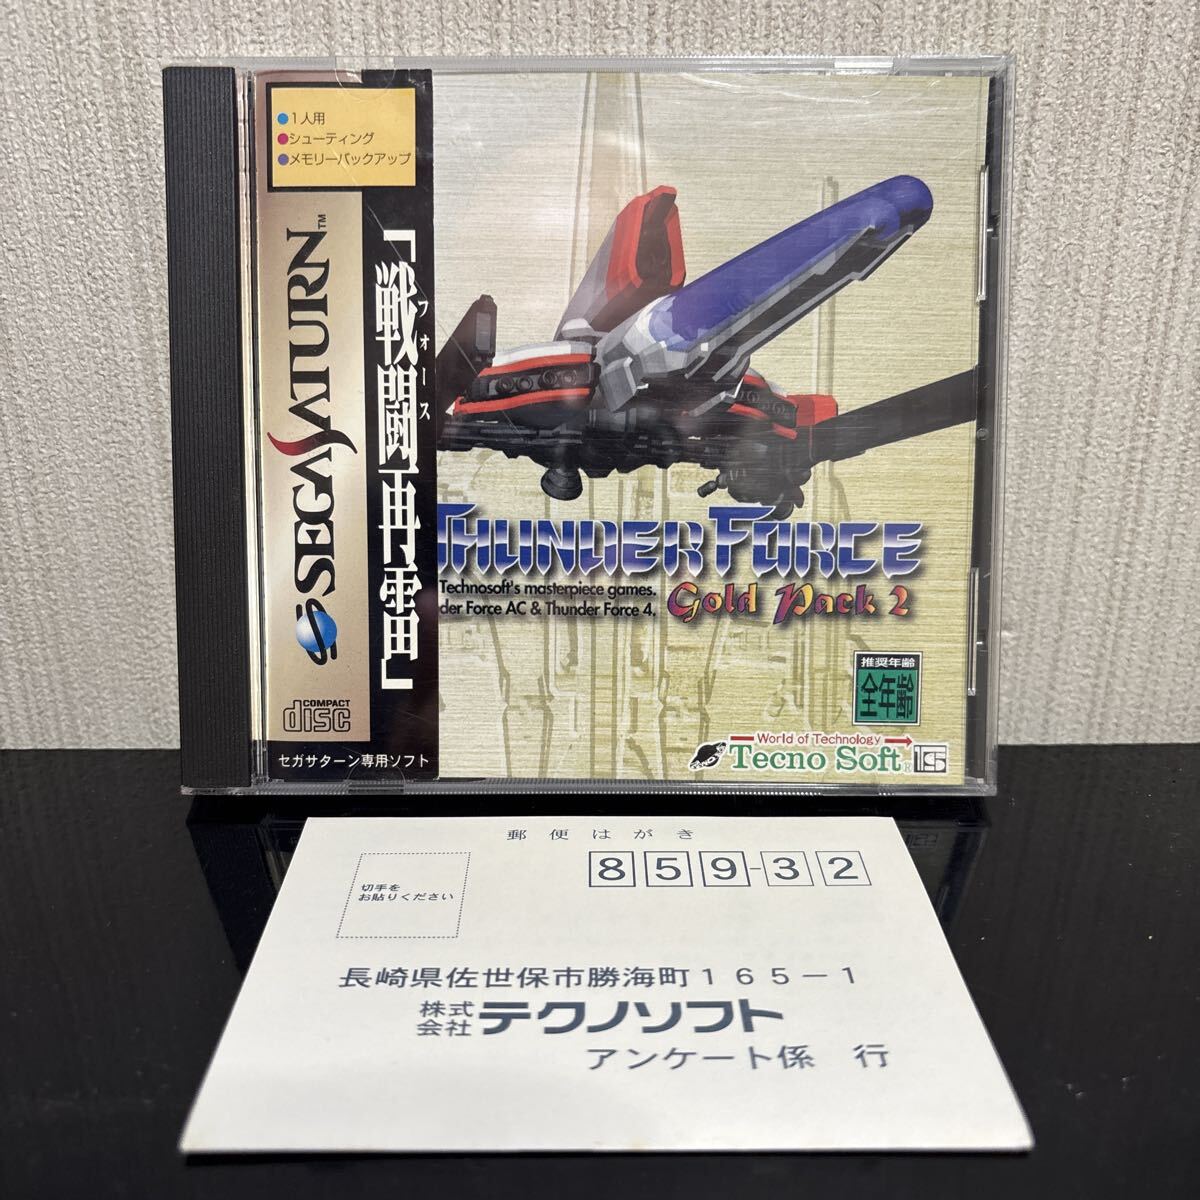 ●1人用
●シューティング
●メモリーバックアップ
SEGA SATURN™
COMPACT
disc
セガサターン専用ソフト
「戦闘再雷」
フォース
THUNDER FORCE
Technosoft's masterpiece games.
der Force AC & Thunder Force 4.
Gold Pack 2
推奨年齢
全年齢
World of Technology
Tecno Soft
郵便はがき
859-32
切手を
お貼りください
長崎県佐世保市勝海町165-1
株式
会社 テクノソフト
アンケート係 行